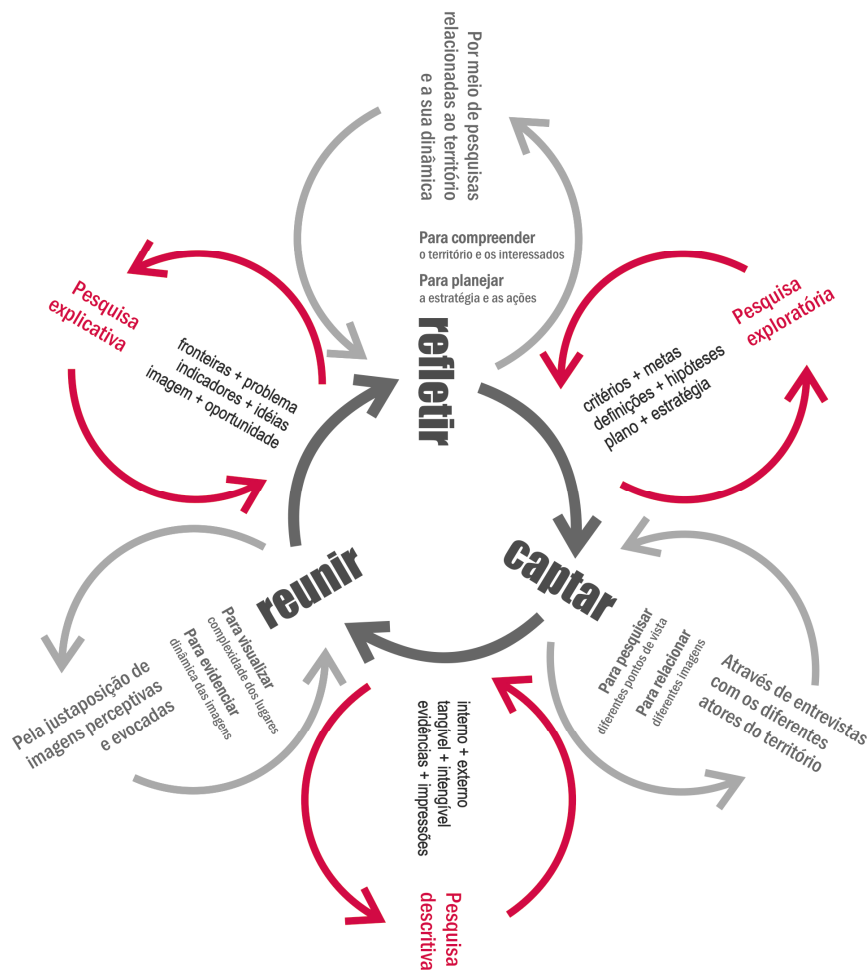 Por meio de pesquisas
relacionadas ao território
e a sua dinâmica
Para compreender
o território e os interessados
Para planejar
a estratégia e as ações
refletir
Pesquisa
exploratória
critérios + metas
definições + hipóteses
plano + estratégia
captar
Para pesquisar
diferentes pontos de vista
Para relacionar
diferentes imagens
Através de entrevistas
com os diferentes
atores do território
interno + externo
tangível + intengível
evidências + impressões
Pesquisa
descritiva
reunir
Para visualizar
complexidade dos lugares
Para evidenciar
dinâmica das imagens
Pela justaposição de
imagens perceptivas
e evocadas
Pesquisa
explicativa
fronteiras + problema
indicadores + idéias
imagem + oportunidade